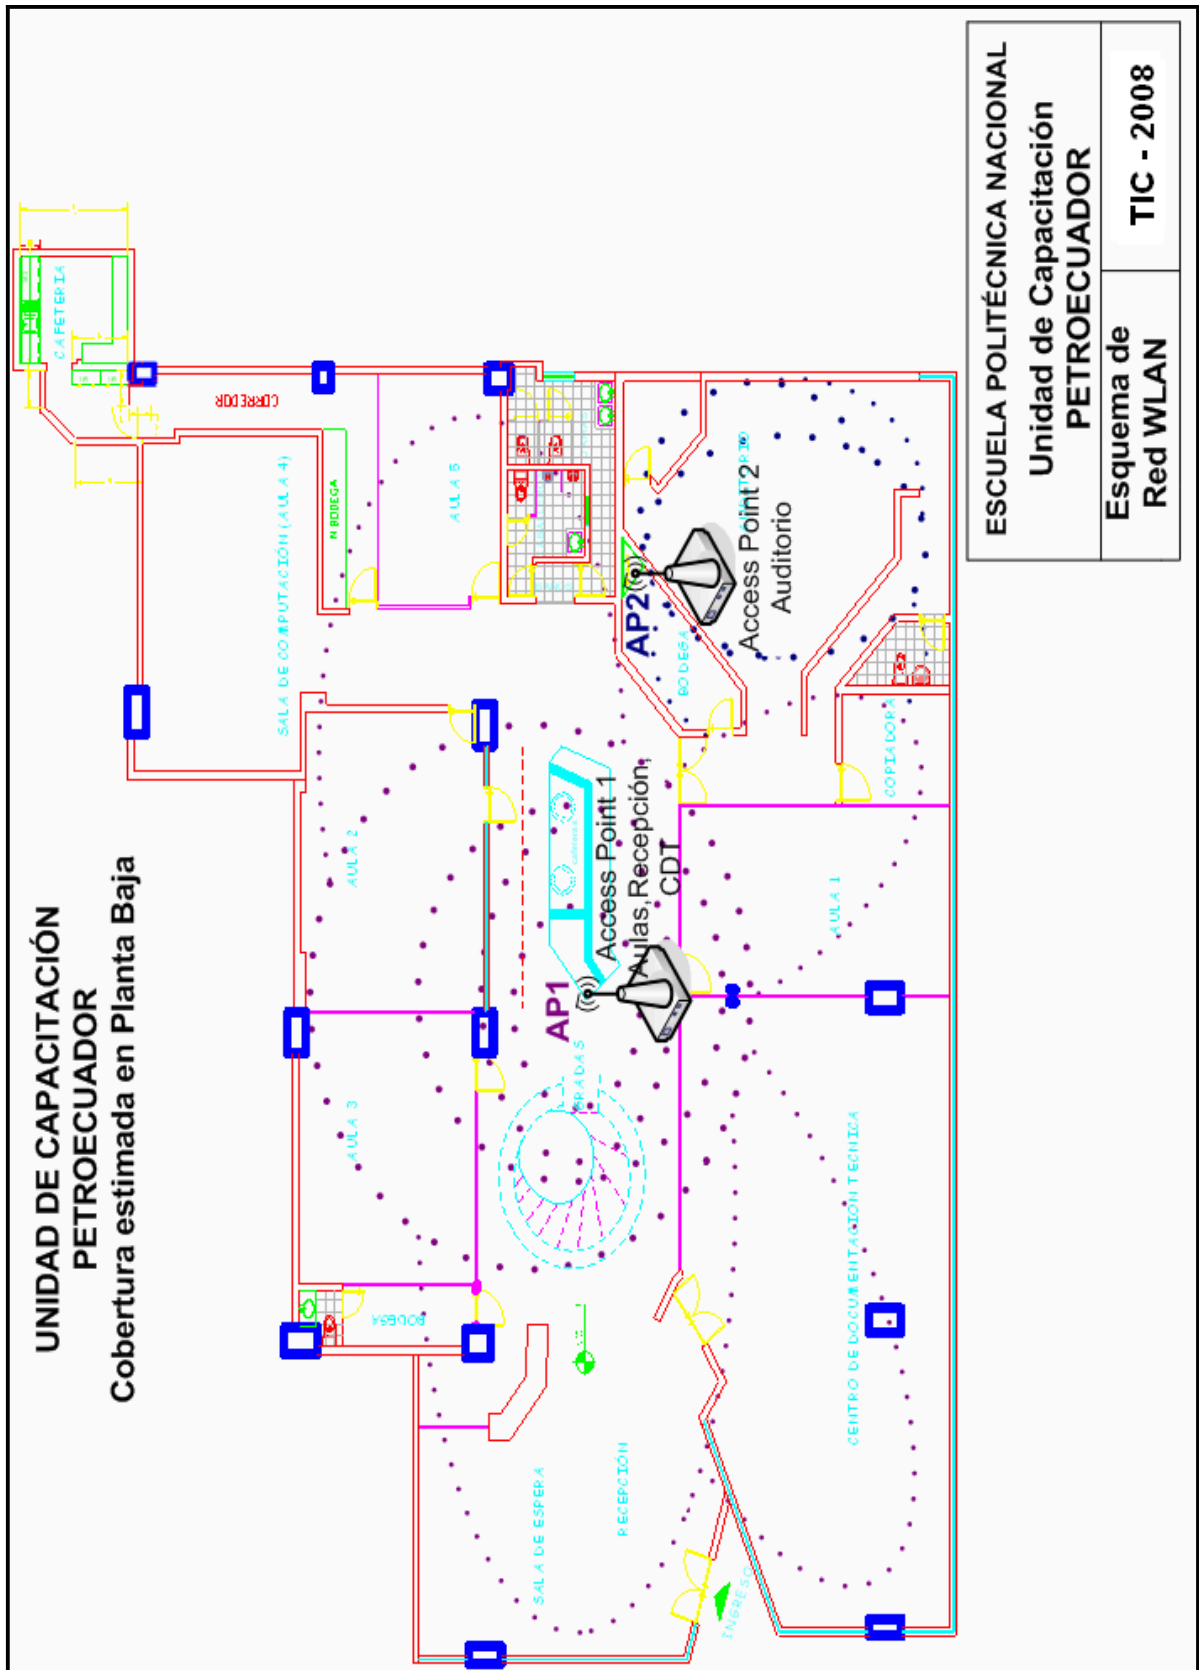 UNIDAD DE CAPACITACIÓN
PETROECUADOR
Cobertura estimada en Planta Baja
CAFETERIA
CORREDOR
SALA DE COMPUTACIÓN (AULA 4)
N BODEGA
AULA 5
AULA 2
AULA 3
BODEGA
cafeteria
GRADAS
AP1
Access Point 1
Aulas,Recepción,
CDT
AP2
Access Point 2
Auditorio
BODEGA
COPIADORA
AULA 1
CENTRO DE DOCUMENTACION TECNICA
SALA DE ESPERA
RECEPCIÓN
INGRESO
ESCUELA POLITÉCNICA NACIONAL
Unidad de Capacitación
PETROECUADOR
Esquema de
Red WLAN
TIC - 2008